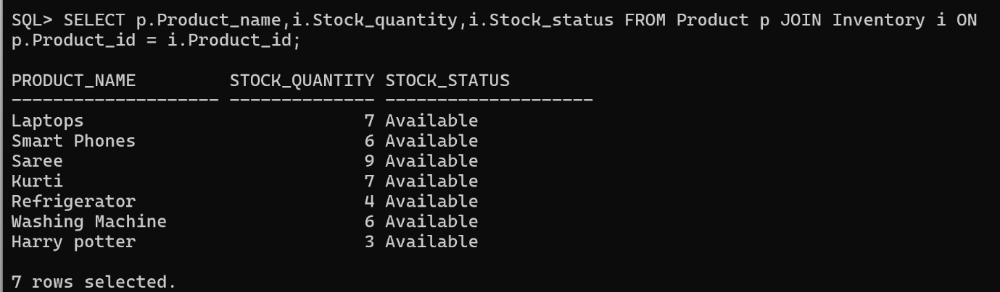 SQL> SELECT p.Product_name,i.Stock_quantity,i.Stock_status FROM Product p JOIN Inventory i ON
p.Product_id = i.Product_id;
PRODUCT_NAME         STOCK_QUANTITY STOCK_STATUS
-------------------- -------------- --------------------
Laptops                           7 Available
Smart Phones                      6 Available
Saree                             9 Available
Kurti                             7 Available
Refrigerator                      4 Available
Washing Machine                   6 Available
Harry potter                      3 Available
7 rows selected.